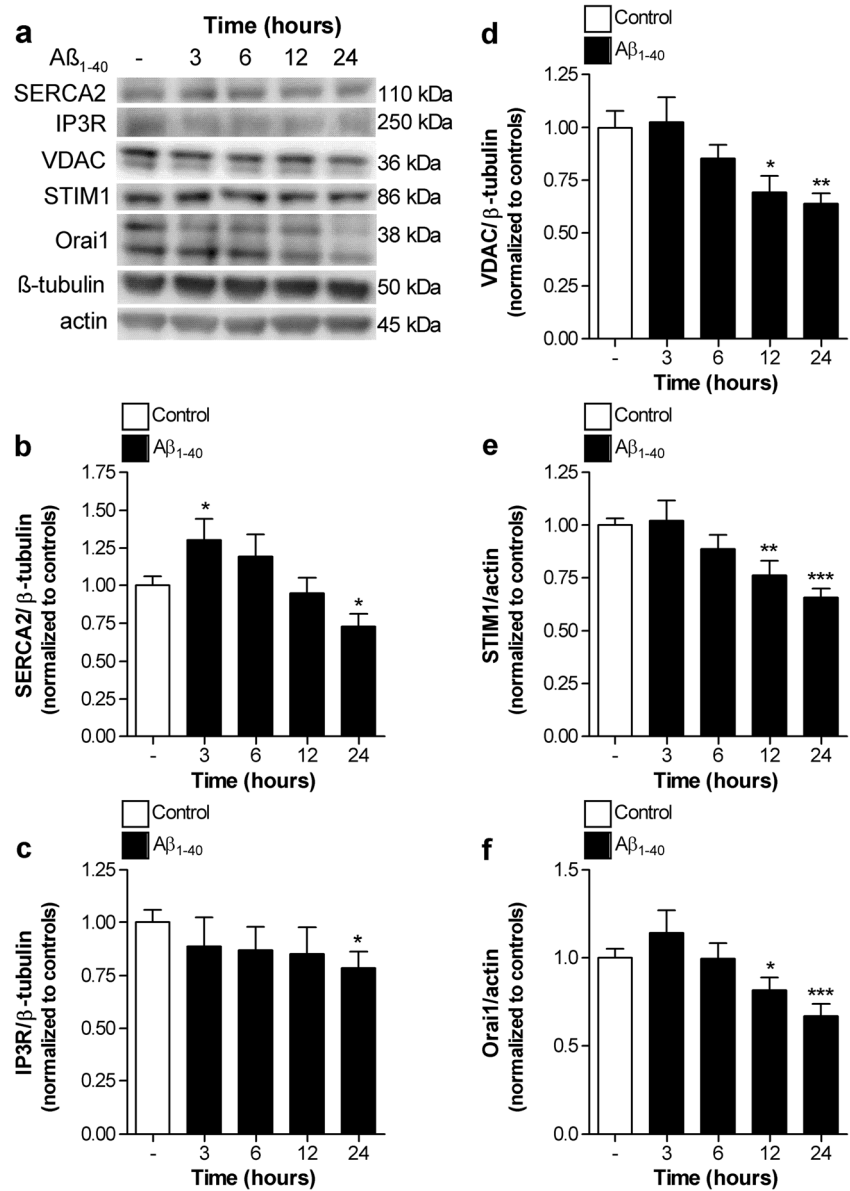 a
Time (hours)
Aß1-40 - 3 6 12 24
SERCA2 110 kDa
IP3R 250 kDa
VDAC 36 kDa
STIM1 86 kDa
Orai1 38 kDa
ß-tubulin 50 kDa
actin 45 kDa
b
Control
Aβ1-40
SERCA2/β-tubulin
(normalized to controls)
1.75
1.50
1.25
1.00
0.75
0.50
0.25
0.00
*
*
- 3 6 12 24
Time (hours)
c
Control
Aβ1-40
IP3R/β-tubulin
(normalized to controls)
1.25
1.00
0.75
0.50
0.25
0.00
*
- 3 6 12 24
Time (hours)
d
Control
Aβ1-40
VDAC/β-tubulin
(normalized to controls)
1.25
1.00
0.75
0.50
0.25
0.00
*
**
- 3 6 12 24
Time (hours)
e
Control
Aβ1-40
STIM1/actin
(normalized to controls)
1.25
1.00
0.75
0.50
0.25
0.00
**
***
- 3 6 12 24
Time (hours)
f
Control
Aβ1-40
Orai1/actin
(normalized to controls)
1.5
1.0
0.5
0.0
*
***
- 3 6 12 24
Time (hours)